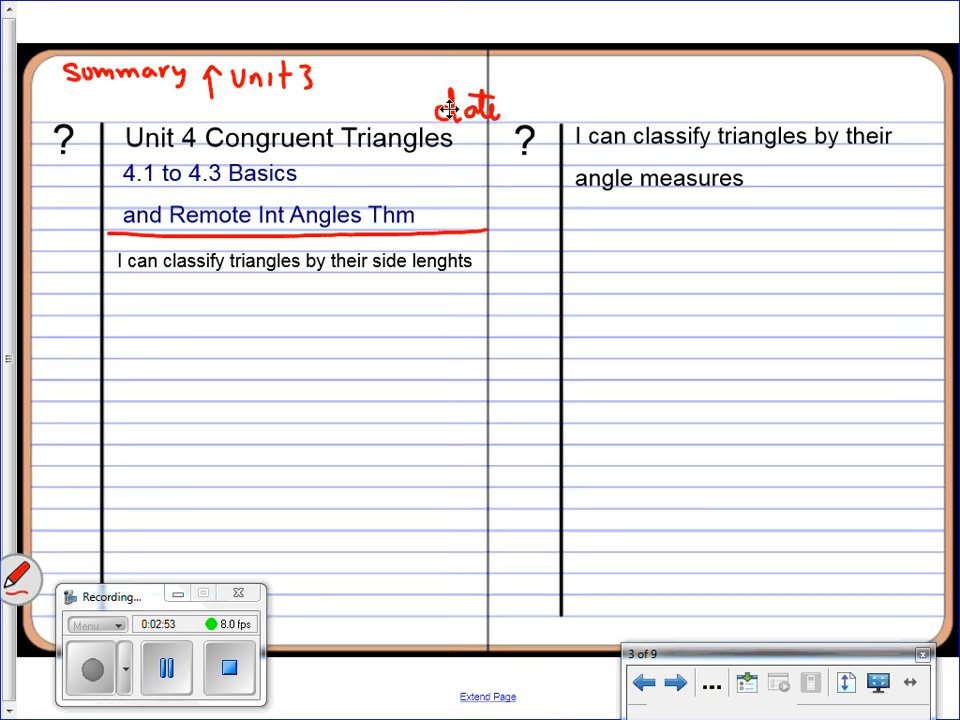 Summary ↑ Unit 3
date
? Unit 4 Congruent Triangles
4.1 to 4.3 Basics
and Remote Int Angles Thm
I can classify triangles by their side lenghts
? I can classify triangles by their
angle measures
Recording...
Menu 0:02:53 8.0 fps
3 of 9
...
Extend Page